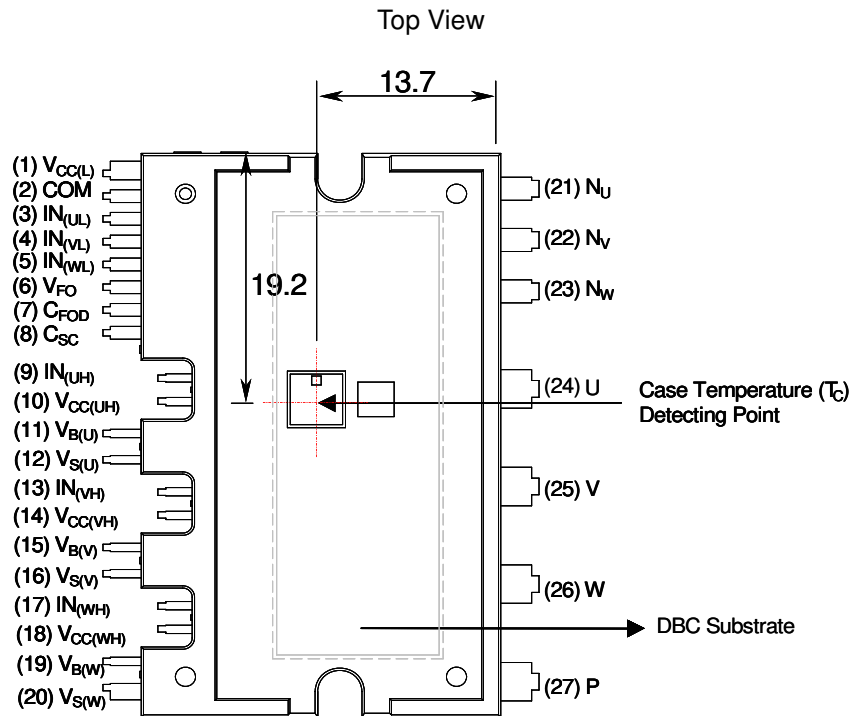 Top View
13.7
(1) VCC(L)
(2) COM
(3) IN(UL)
(4) IN(VL)
(5) IN(WL)
(6) VFO
(7) CFOD
(8) CSC
(9) IN(UH)
(10) VCC(UH)
(11) VB(U)
(12) VS(U)
(13) IN(VH)
(14) VCC(VH)
(15) VB(V)
(16) VS(V)
(17) IN(WH)
(18) VCC(WH)
(19) VB(W)
(20) VS(W)
19.2
(21) NU
(22) NV
(23) NW
(24) U
(25) V
(26) W
(27) P
Case Temperature (TC)
Detecting Point
DBC Substrate